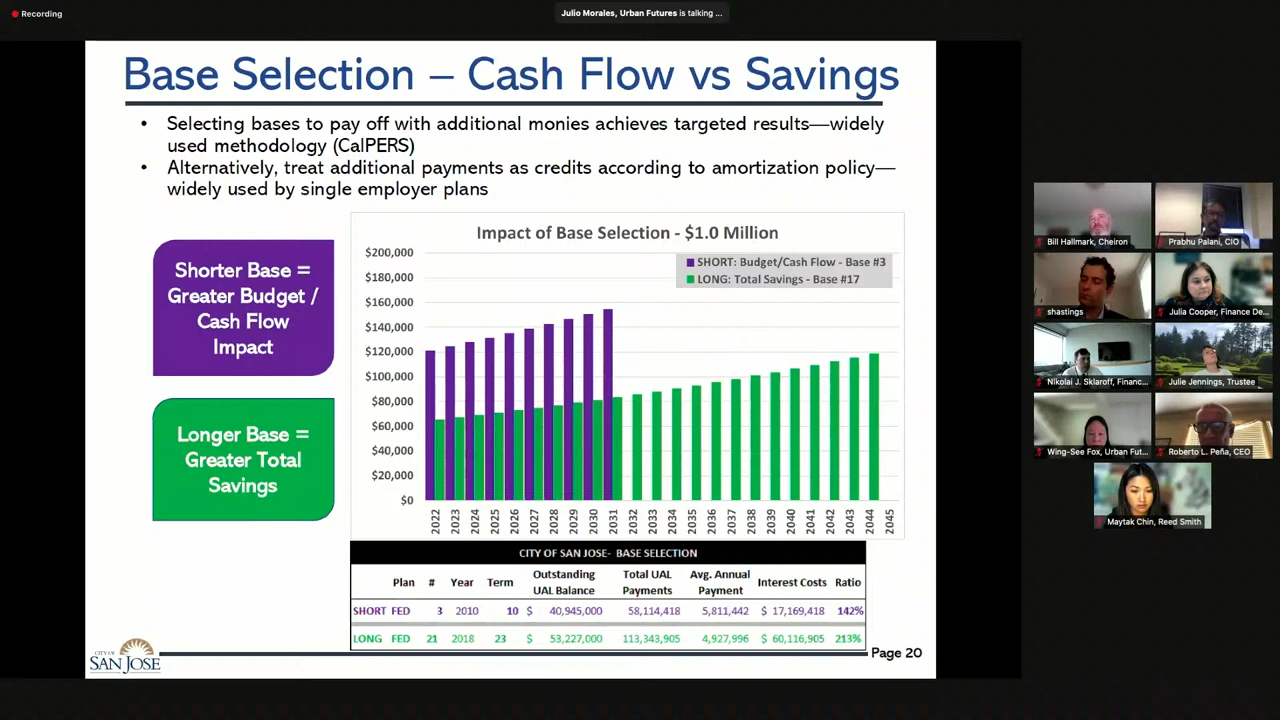 Recording
Julio Morales, Urban Futures is talking ...
Base Selection – Cash Flow vs Savings
• Selecting bases to pay off with additional monies achieves targeted results—widely
used methodology (CalPERS)
• Alternatively, treat additional payments as credits according to amortization policy—
widely used by single employer plans
Shorter Base =
Greater Budget /
Cash Flow
Impact
Longer Base =
Greater Total
Savings
Impact of Base Selection - $1.0 Million
SHORT: Budget/Cash Flow - Base #3
LONG: Total Savings - Base #17
$200,000
$180,000
$160,000
$140,000
$120,000
$100,000
$80,000
$60,000
$40,000
$20,000
$0
2022 2023 2024 2025 2026 2027 2028 2029 2030 2031 2032 2033 2034 2035 2036 2037 2038 2039 2040 2041 2042 2043 2044 2045
CITY OF SAN JOSE- BASE SELECTION
Plan # Year Term Outstanding UAL Balance Total UAL Payments Avg. Annual Payment Interest Costs Ratio
SHORT FED 3 2010 10 $ 40,945,000 58,114,418 5,811,442 $ 17,169,418 142%
LONG FED 21 2018 23 $ 53,227,000 113,343,905 4,927,996 $ 60,116,905 213%
CITY OF
SAN JOSE
Page 20
Bill Hallmark, Cheiron
Prabhu Palani, CIO
shastings
Julia Cooper, Finance De...
Nikolai J. Sklaroff, Financ...
Julie Jennings, Trustee
Wing-See Fox, Urban Fut...
Roberto L. Peña, CEO
Maytak Chin, Reed Smith